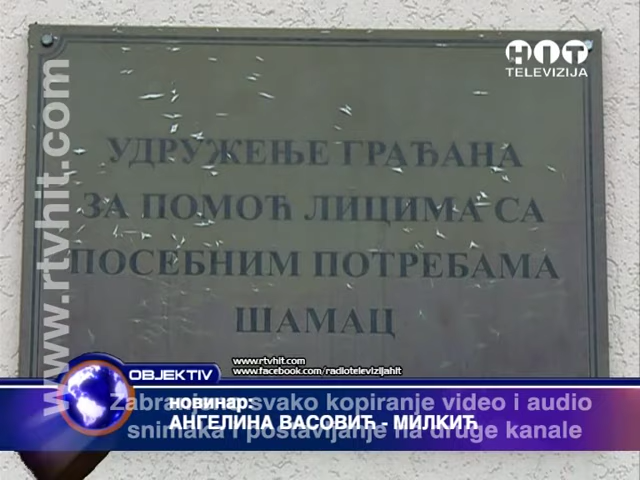 HIT
TELEVIZIJA
www.rtvhit.com
УДРУЖЕЊЕ ГРАЂАНА
ЗА ПОМОЋ ЛИЦИМА СА
ПОСЕБНИМ ПОТРЕБАМА
ШАМАЦ
www.rtvhit.com
www.facebook.com/radiotelevizijahit
OBJEKTIV
новинар:
АНГЕЛИНА ВАСОВИЋ - МИЛКИЋ
Zabranjeno svako kopiranje video i audio
snimaka i postavljanje na druge kanale